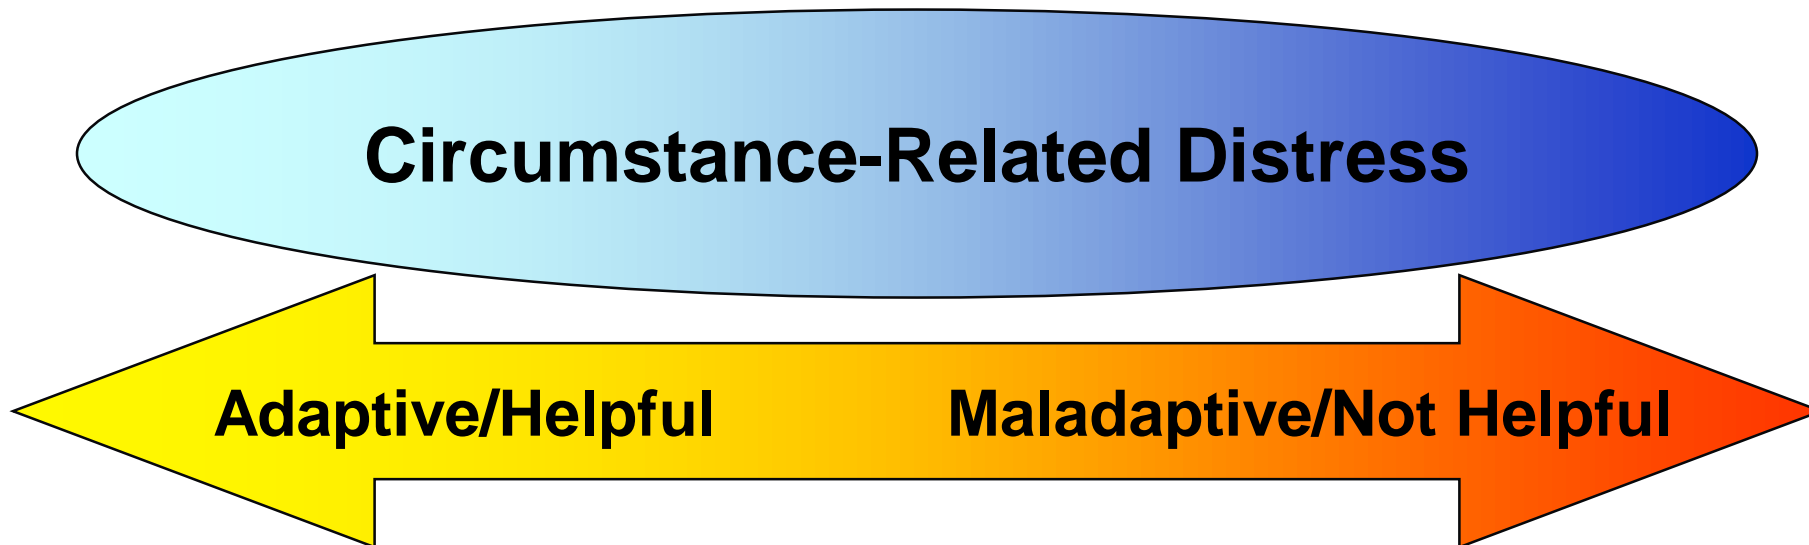 Circumstance-Related Distress
Adaptive/Helpful
Maladaptive/Not Helpful